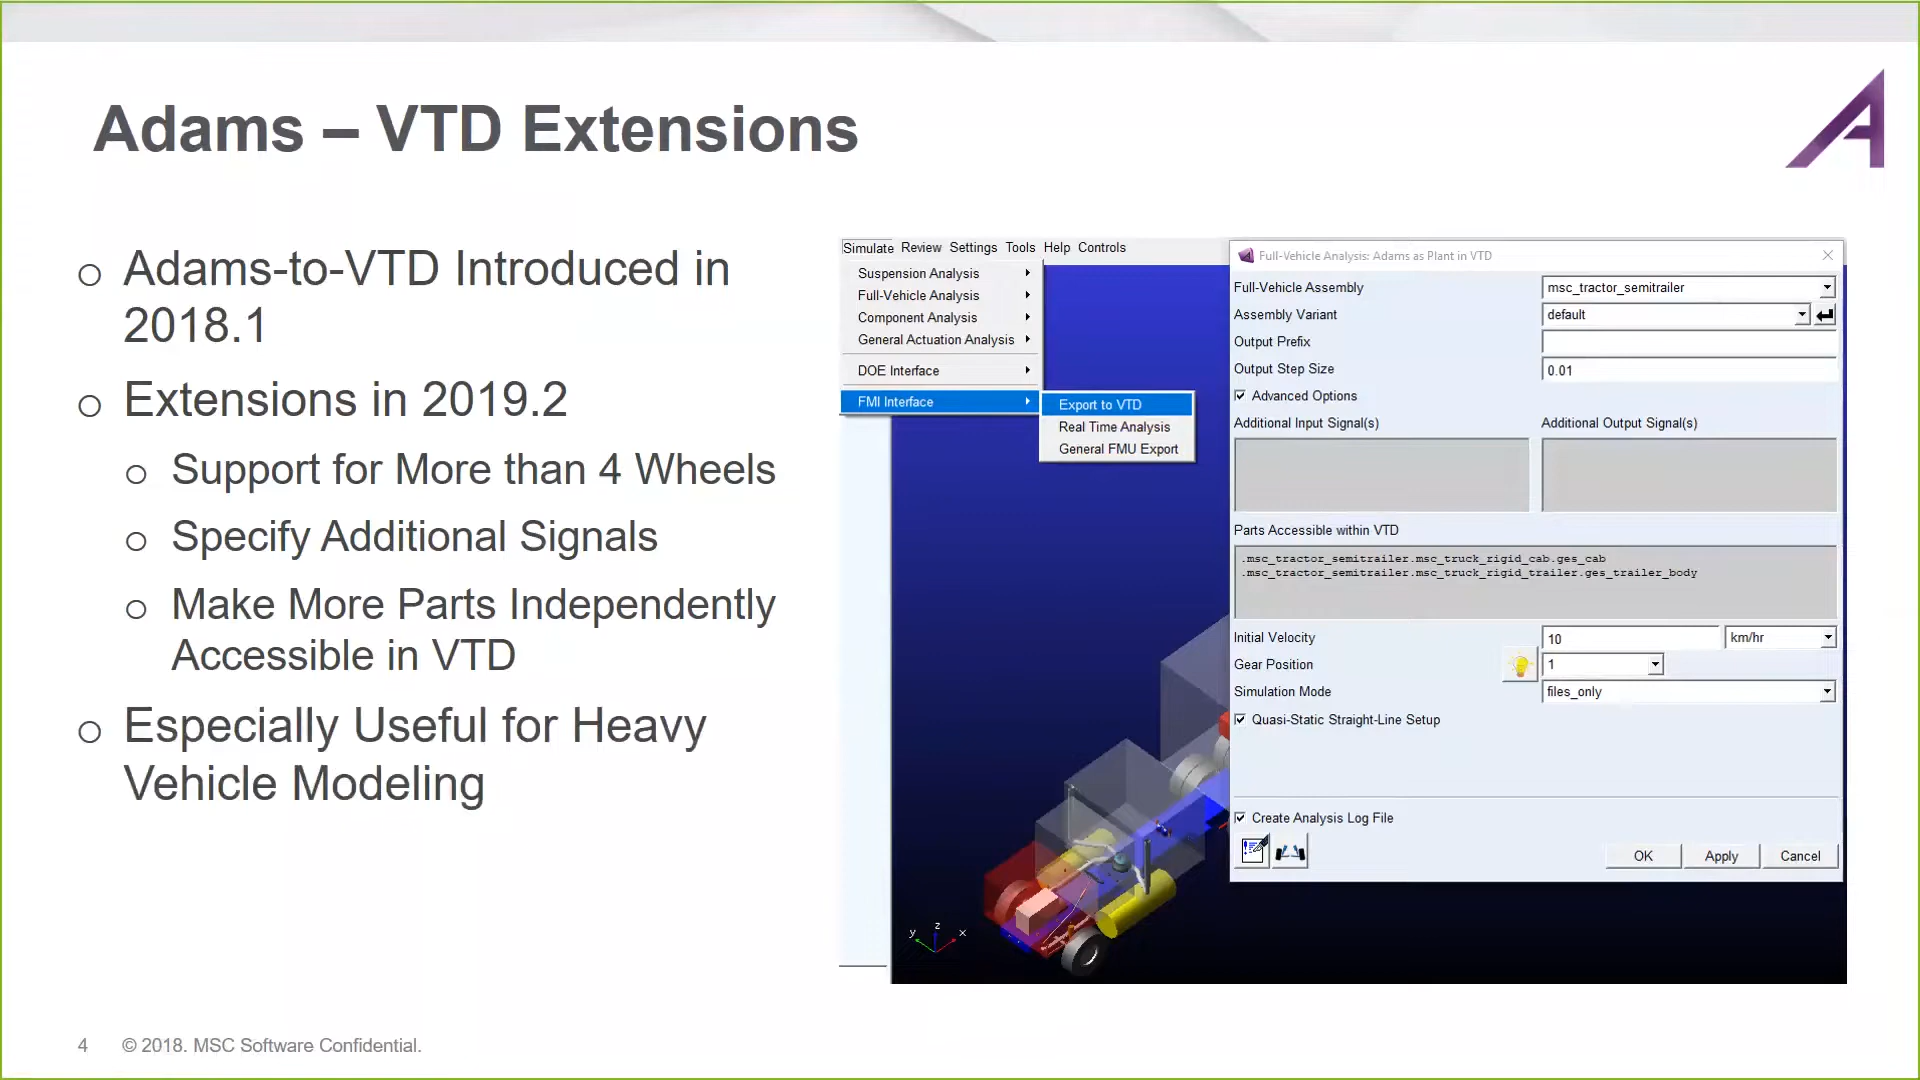 Adams – VTD Extensions
Adams-to-VTD Introduced in
2018.1
Extensions in 2019.2
Support for More than 4 Wheels
Specify Additional Signals
Make More Parts Independently
Accessible in VTD
Especially Useful for Heavy
Vehicle Modeling
Simulate Review Settings Tools Help Controls
Suspension Analysis
Full-Vehicle Analysis
Component Analysis
General Actuation Analysis
DOE Interface
FMI Interface
Export to VTD
Real Time Analysis
General FMU Export
y z x
Full-Vehicle Analysis: Adams as Plant in VTD
Full-Vehicle Assembly msc_tractor_semitrailer
Assembly Variant default
Output Prefix
Output Step Size 0.01
Advanced Options
Additional Input Signal(s) Additional Output Signal(s)
Parts Accessible within VTD
.msc_tractor_semitrailer.msc_truck_rigid_cab.ges_cab
.msc_tractor_semitrailer.msc_truck_rigid_trailer.ges_trailer_body
Initial Velocity 10 km/hr
Gear Position 1
Simulation Mode files_only
Quasi-Static Straight-Line Setup
Create Analysis Log File
OK Apply Cancel
4 © 2018. MSC Software Confidential.